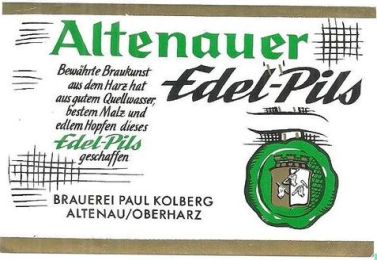 Altenauer
Edel-Pils
Bewährte Braukunst
aus dem Harz hat
aus gutem Quellwasser,
bestem Malz und
edlem Hopfen dieses
Edel-Pils
geschaffen
BRAUEREI PAUL KOLBERG
ALTENAU/OBERHARZ